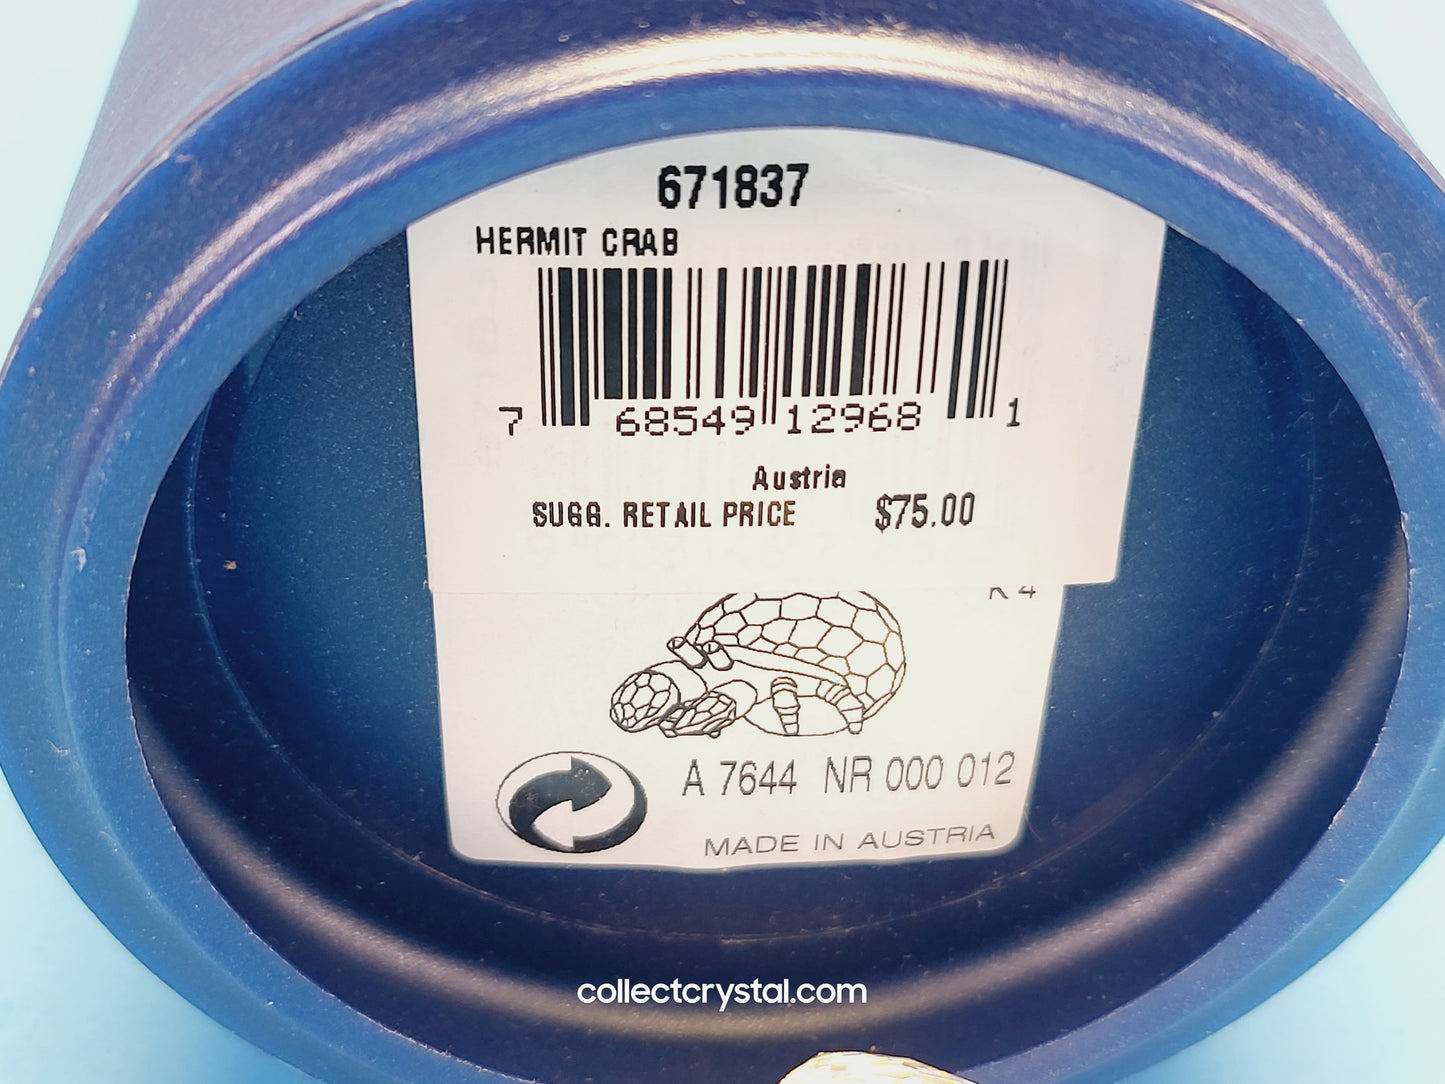 671837
HERMIT CRAB
7 68549 12968 1
Austria
SUGG. RETAIL PRICE $75.00
K 4
A 7644 NR 000 012
MADE IN AUSTRIA
collectcrystal.com